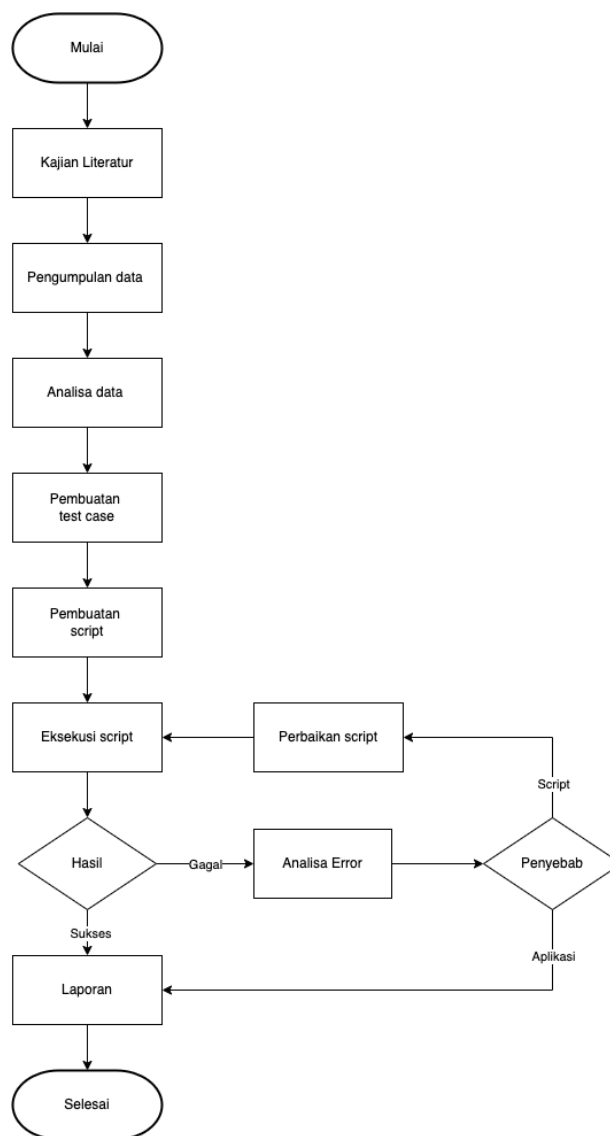 Mulai
Kajian Literatur
Pengumpulan data
Analisa data
Pembuatan
test case
Pembuatan
script
Eksekusi script
Perbaikan script
Script
Hasil
Gagal
Analisa Error
Penyebab
Sukses
Aplikasi
Laporan
Selesai